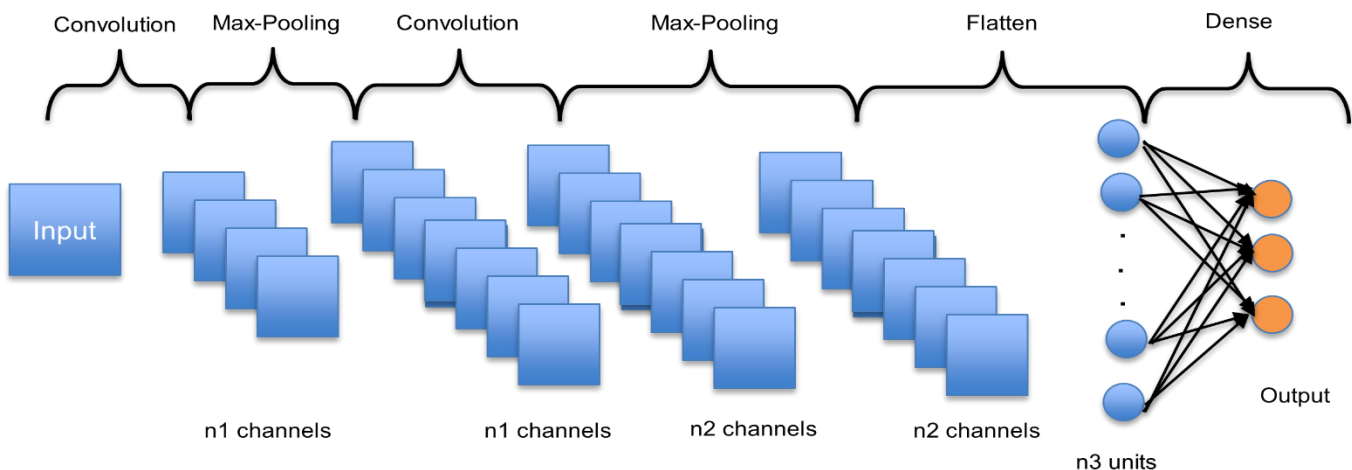 Convolution Max-Pooling Convolution Max-Pooling Flatten Dense
Input
Output
n1 channels n1 channels n2 channels n2 channels
n3 units